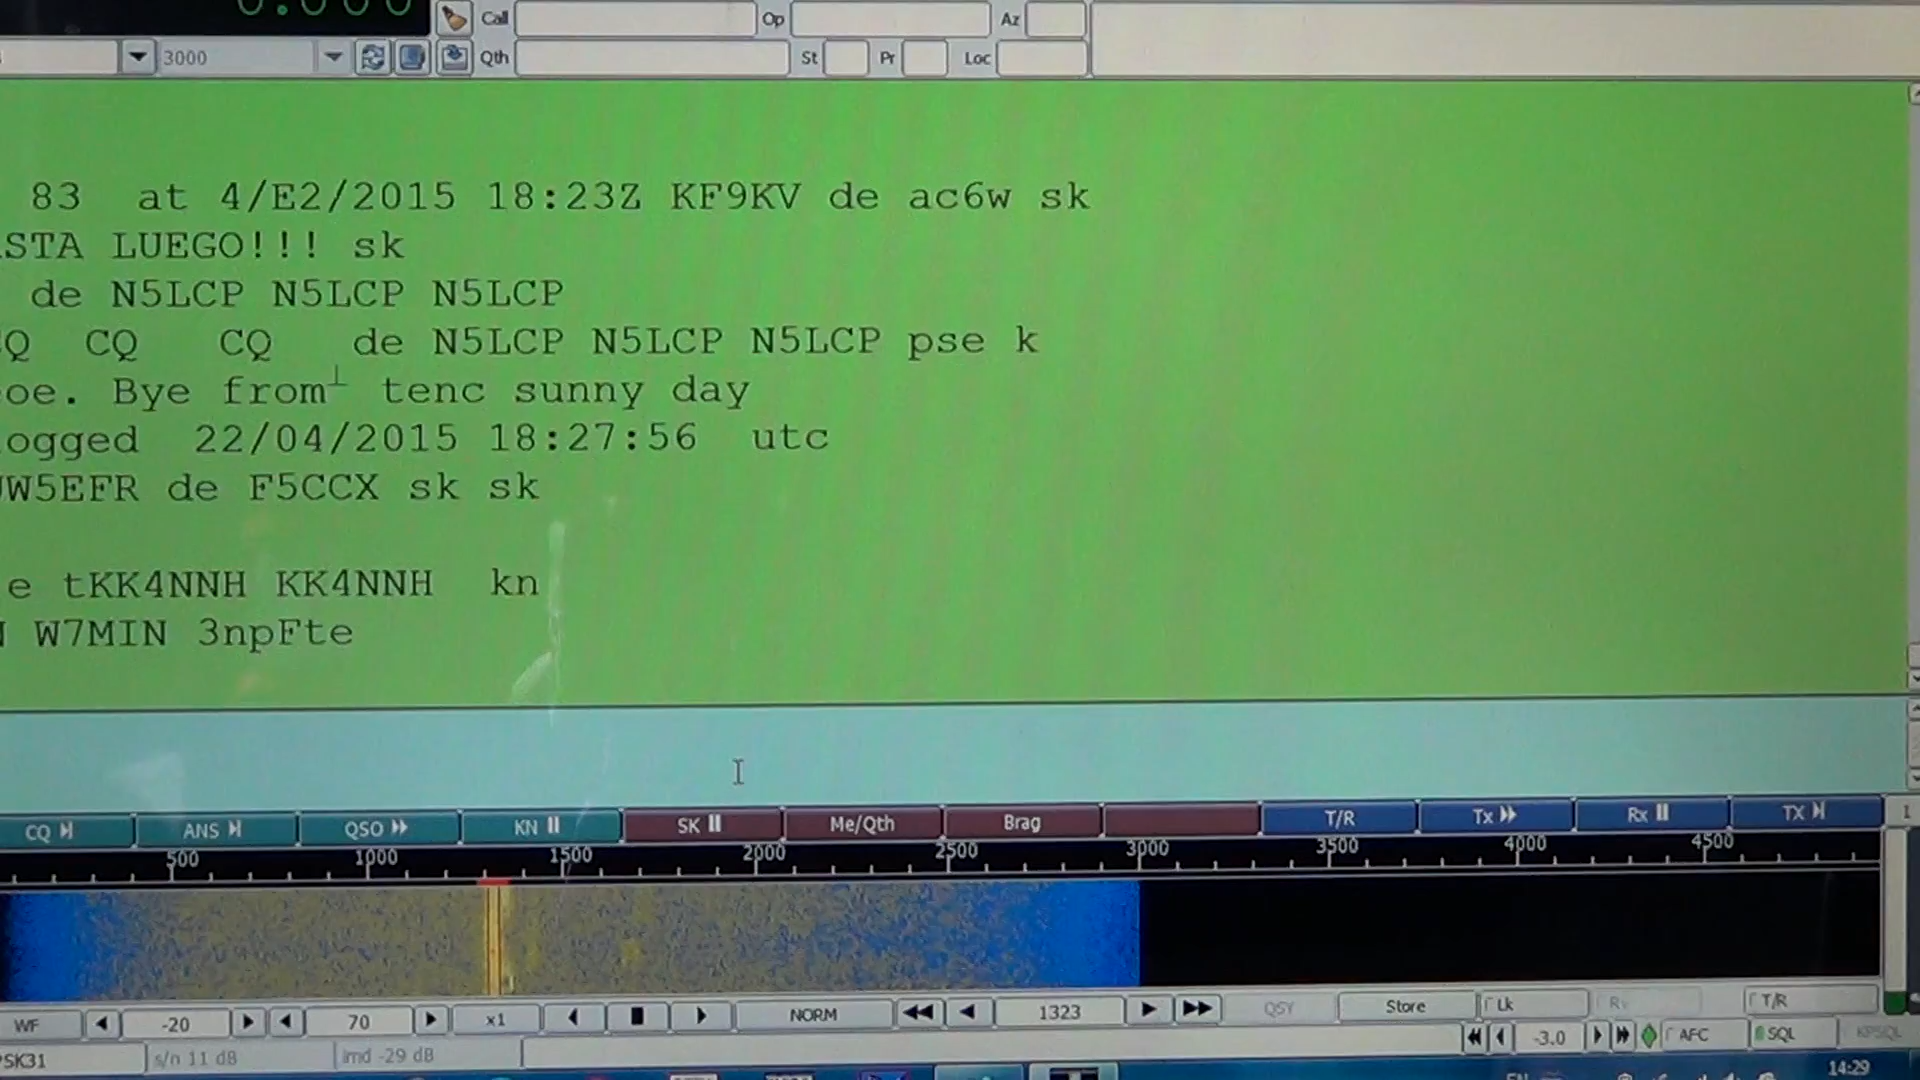 0.000
Call Op Az
3000 Qth St Pr Loc
83 at 4/E2/2015 18:23Z KF9KV de ac6w sk
STA LUEGO!!! sk
de N5LCP N5LCP N5LCP
Q CQ CQ de N5LCP N5LCP N5LCP pse k
oe. Bye from┴ tenc sunny day
ogged 22/04/2015 18:27:56 utc
W5EFR de F5CCX sk sk
e tKK4NNH KK4NNH kn
W7MIN 3npFte
CQ ANS QSO KN SK Me/Qth Brag T/R Tx Rx TX 1
500 1000 1500 2000 2500 3000 3500 4000 4500
WF -20 70 x1 NORM 1323 QSY Store Lk Rv T/R
-3.0 AFC SQL KPSQL
PSK31 s/n 11 dB imd -29 dB
EN 14:29